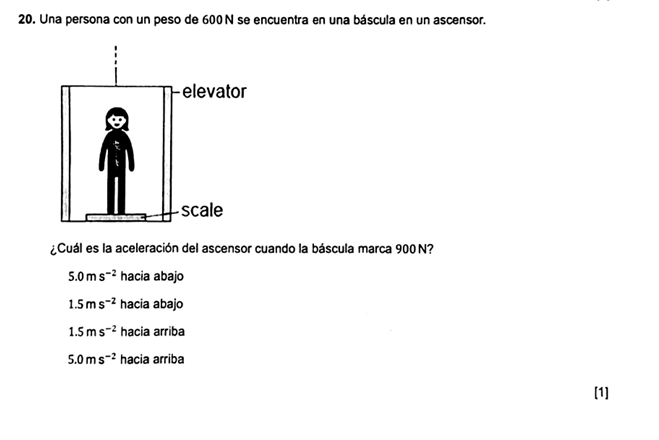 20. Una persona con un peso de 600 N se encuentra en una báscula en un ascensor.
elevator
scale
¿Cuál es la aceleración del ascensor cuando la báscula marca 900 N?
5.0 m s⁻² hacia abajo
1.5 m s⁻² hacia abajo
1.5 m s⁻² hacia arriba
5.0 m s⁻² hacia arriba
[1]